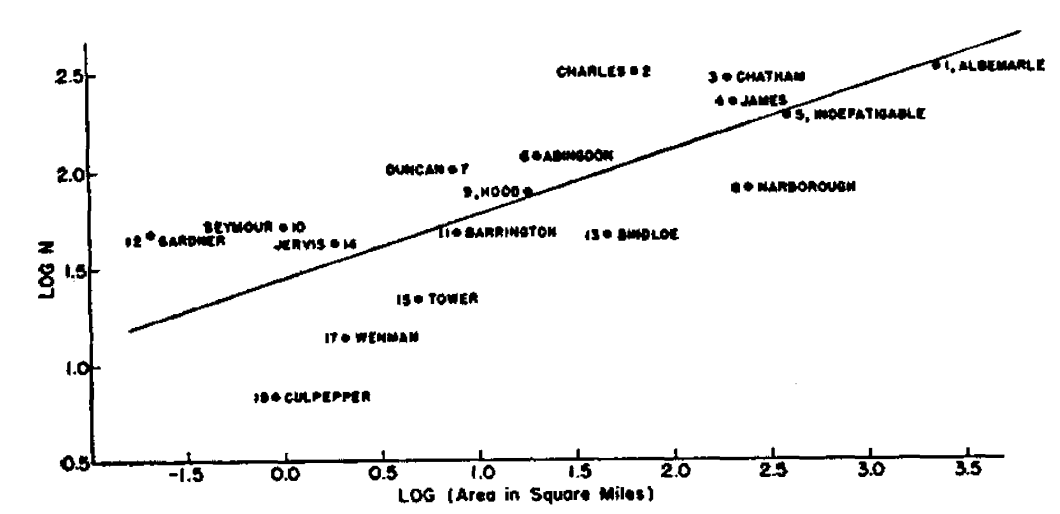 2.5
CHARLES 2
3 CHATHAM
1, ALBEMARLE
4 JAMES
5, INDEFATIGABLE
6 ABINGDON
DUNCAN 7
2.0
9, HOOD
8 NARBOROUGH
SEYMOUR 10
12 GARDNER
JERVIS 14
11 BARRINGTON
13 BINDLOE
LOG N
1.5
15 TOWER
17 WENMAN
1.0
19 CULPEPPER
0.5
-1.5 0.0 0.5 1.0 1.5 2.0 2.5 3.0 3.5
LOG (Area in Square Miles)